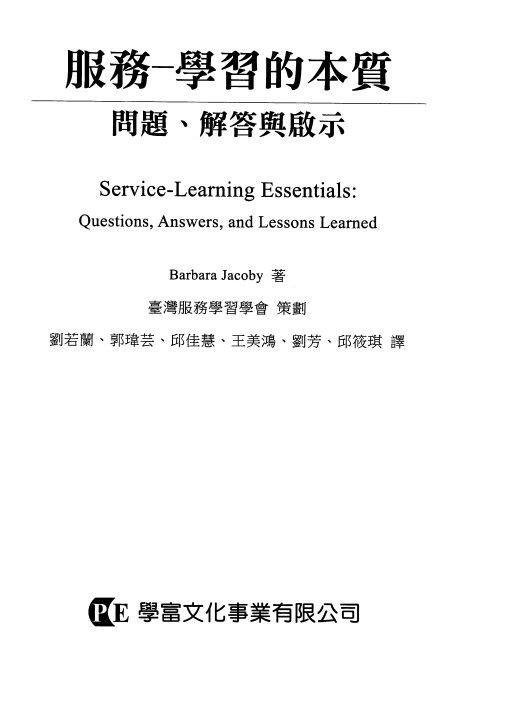 服務─學習的本質
問題、解答與啟示
Service-Learning Essentials:
Questions, Answers, and Lessons Learned
Barbara Jacoby 著
臺灣服務學習學會 策劃
劉若蘭、郭瑋芸、邱佳慧、王美鴻、劉芳、邱筱琪 譯
PE 學富文化事業有限公司